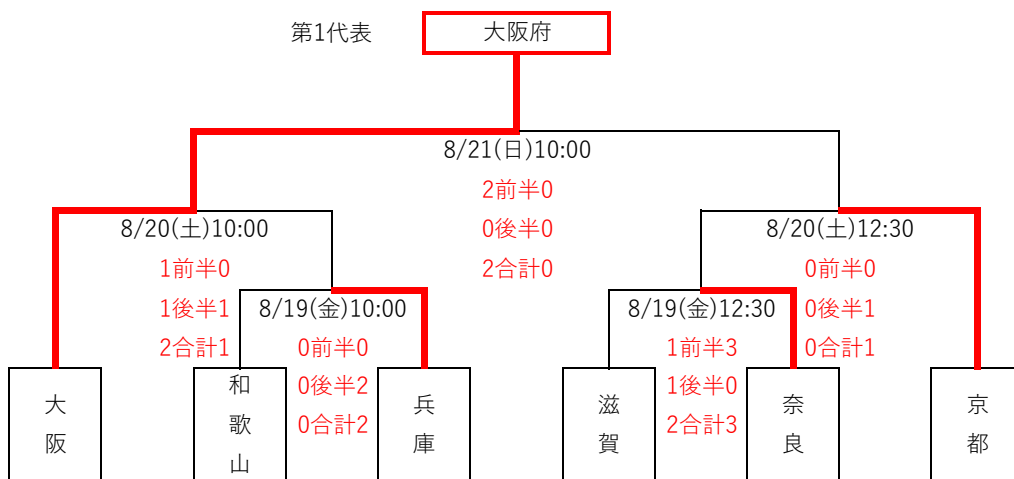 第1代表
大阪府
8/21(日)10:00
2前半0
0後半0
2合計0
8/20(土)10:00
1前半0
1後半1
2合計1
8/20(土)12:30
0前半0
0後半1
0合計1
8/19(金)10:00
0前半0
0後半2
0合計2
8/19(金)12:30
1前半3
1後半0
2合計3
大阪
和歌山
兵庫
滋賀
奈良
京都